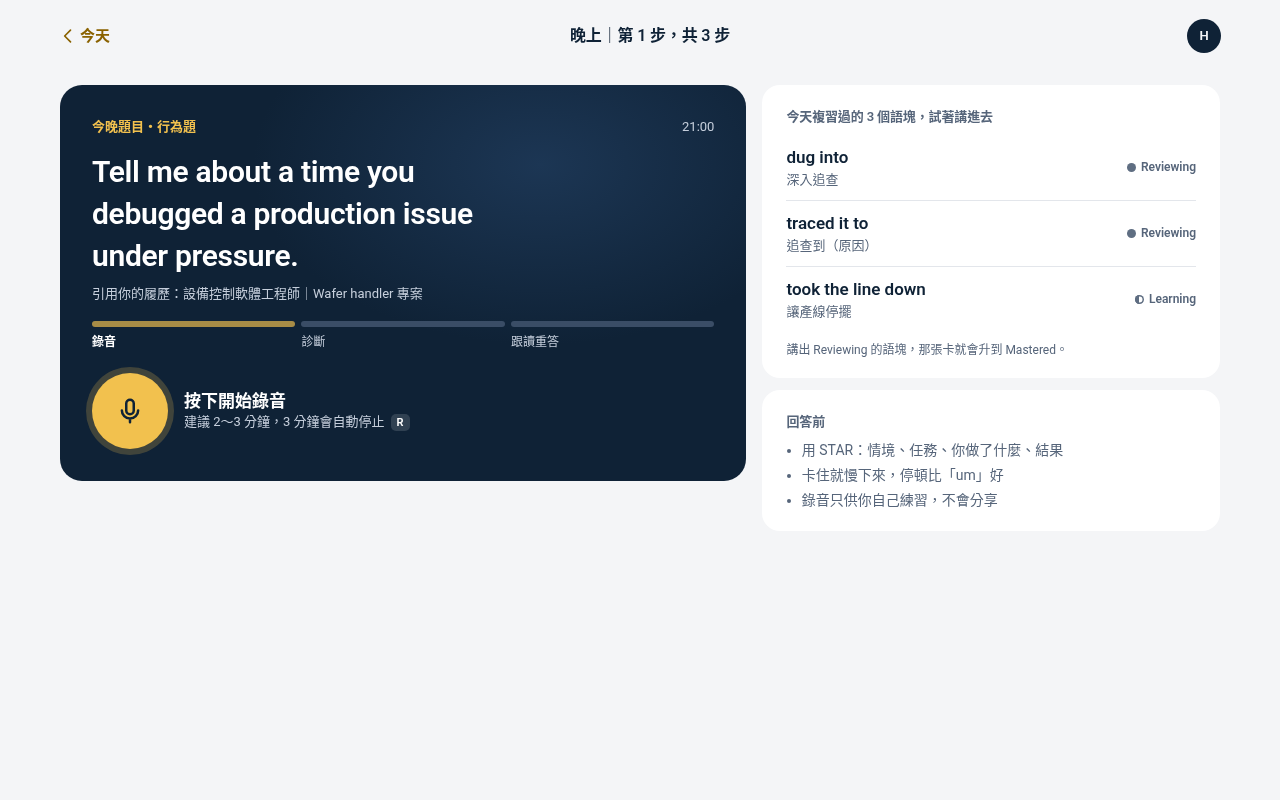 今天
晚上｜第 1 步，共 3 步
H
今晚題目・行為題
21:00
Tell me about a time you
debugged a production issue
under pressure.
引用你的履歷：設備控制軟體工程師｜Wafer handler 專案
錄音
診斷
跟讀重答
按下開始錄音
建議 2～3 分鐘，3 分鐘會自動停止 R
今天複習過的 3 個語塊，試著講進去
dug into
深入追查
Reviewing
traced it to
追查到（原因）
Reviewing
took the line down
讓產線停擺
Learning
講出 Reviewing 的語塊，那張卡就會升到 Mastered。
回答前
• 用 STAR：情境、任務、你做了什麼、結果
• 卡住就慢下來，停頓比「um」好
• 錄音只供你自己練習，不會分享